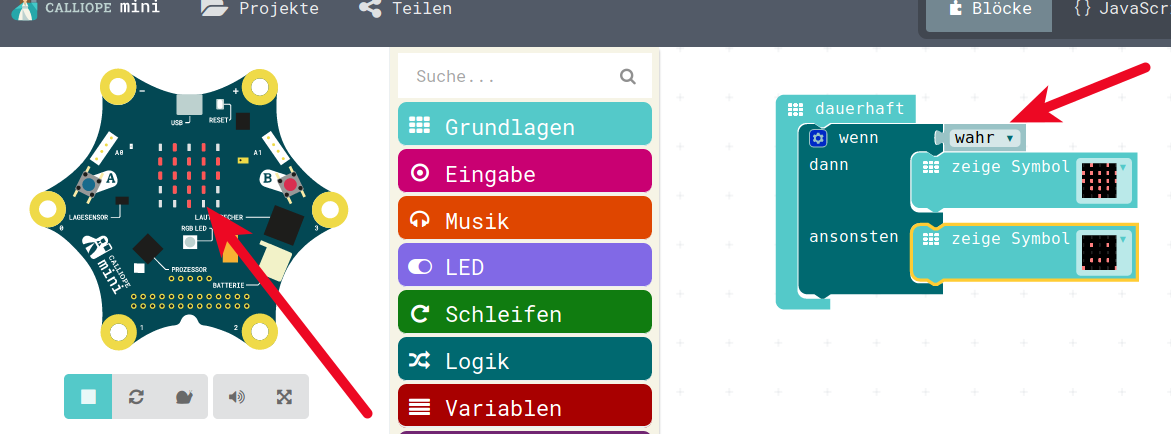 CALLIOPE mini
Projekte
Teilen
Blöcke
{} JavaScr
−
+
USB
RESET
A0
A1
A
B
LAGESENSOR
RGB LED
0
3
CALLIOPE
mini
PROZESSOR
BATTERIE
1
2
Suche...
Grundlagen
Eingabe
Musik
LED
Schleifen
Logik
Variablen
dauerhaft
wenn
wahr
dann
zeige Symbol
ansonsten
zeige Symbol